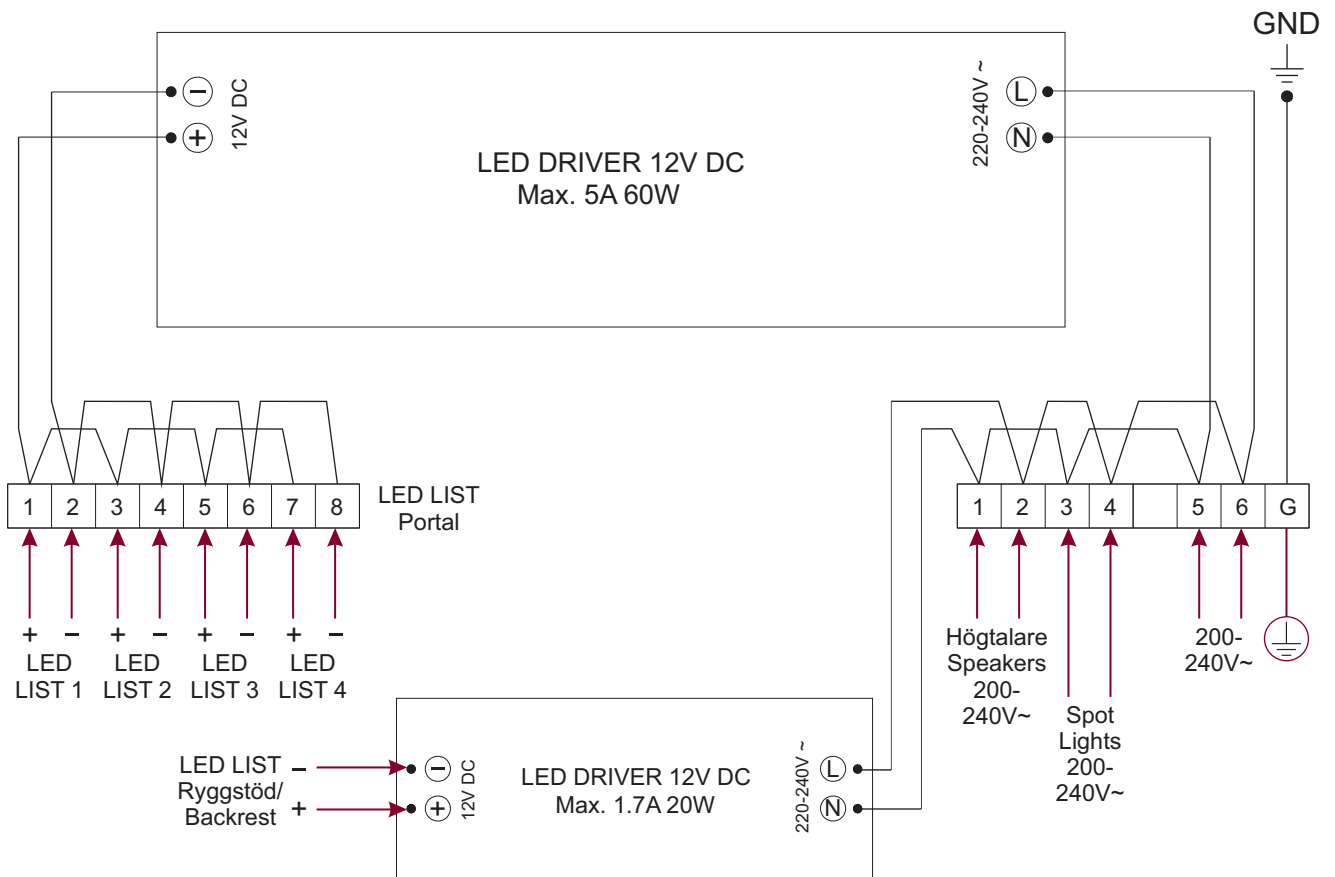 GND
− 12V DC
+
LED DRIVER 12V DC
Max. 5A 60W
220-240V ~
L
N
1 2 3 4 5 6 7 8
LED LIST
Portal
+ − + − + − + −
LED
LIST 1
LED
LIST 2
LED
LIST 3
LED
LIST 4
1 2 3 4 5 6 G
Högtalare
Speakers
200-
240V~
Spot
Lights
200-
240V~
200-
240V~
LED LIST −
Ryggstöd/
Backrest +
− 12V DC
+
LED DRIVER 12V DC
Max. 1.7A 20W
220-240V ~
L
N